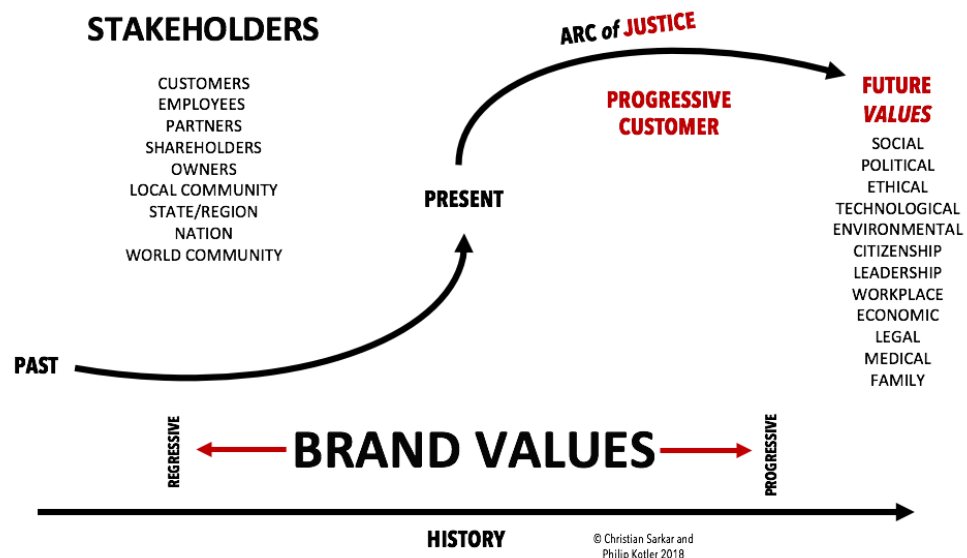 STAKEHOLDERS
CUSTOMERS
EMPLOYEES
PARTNERS
SHAREHOLDERS
OWNERS
LOCAL COMMUNITY
STATE/REGION
NATION
WORLD COMMUNITY
ARC of JUSTICE
PROGRESSIVE
CUSTOMER
FUTURE
VALUES
SOCIAL
POLITICAL
ETHICAL
TECHNOLOGICAL
ENVIRONMENTAL
CITIZENSHIP
LEADERSHIP
WORKPLACE
ECONOMIC
LEGAL
MEDICAL
FAMILY
PRESENT
PAST
REGRESSIVE
BRAND VALUES
PROGRESSIVE
HISTORY
© Christian Sarkar and
Philip Kotler 2018